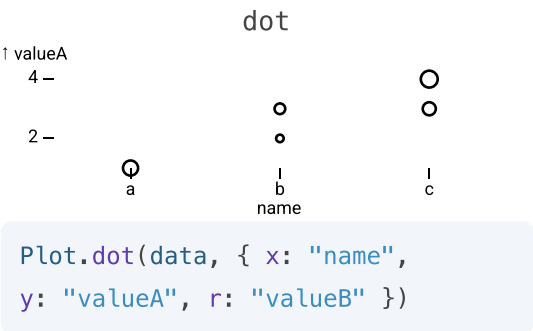 dot
↑ valueA
4
2
a
b
c
name
Plot.dot(data, { x: "name",
y: "valueA", r: "valueB" })